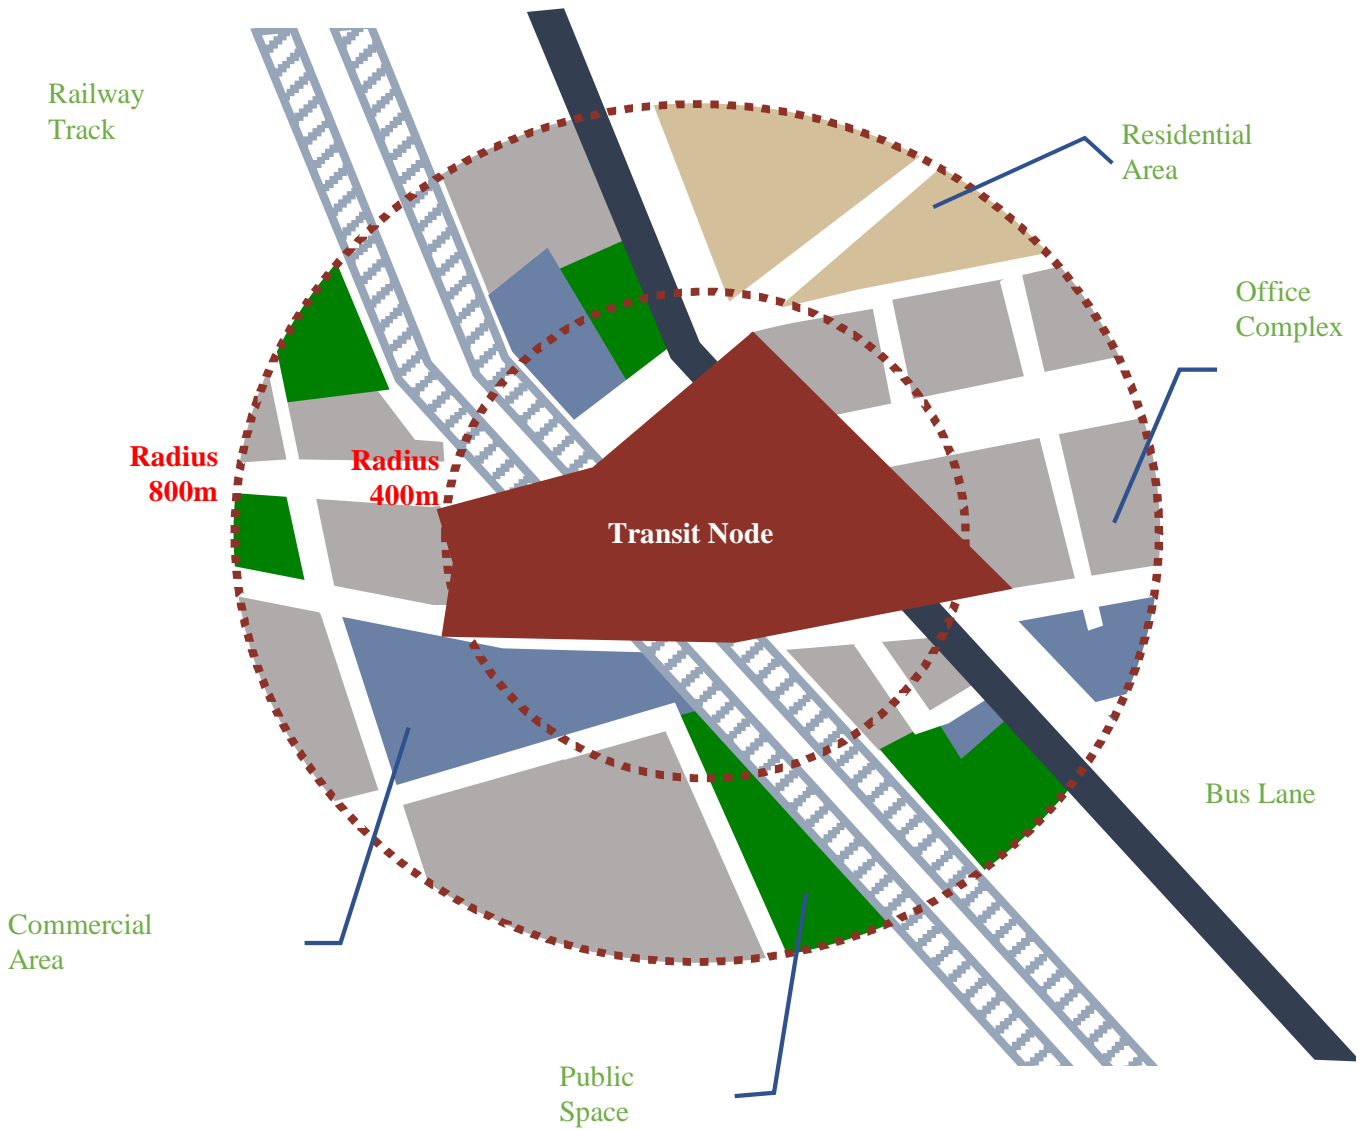 Railway
Track
Residential
Area
Office
Complex
Radius
800m
Radius
400m
Transit Node
Bus Lane
Commercial
Area
Public
Space